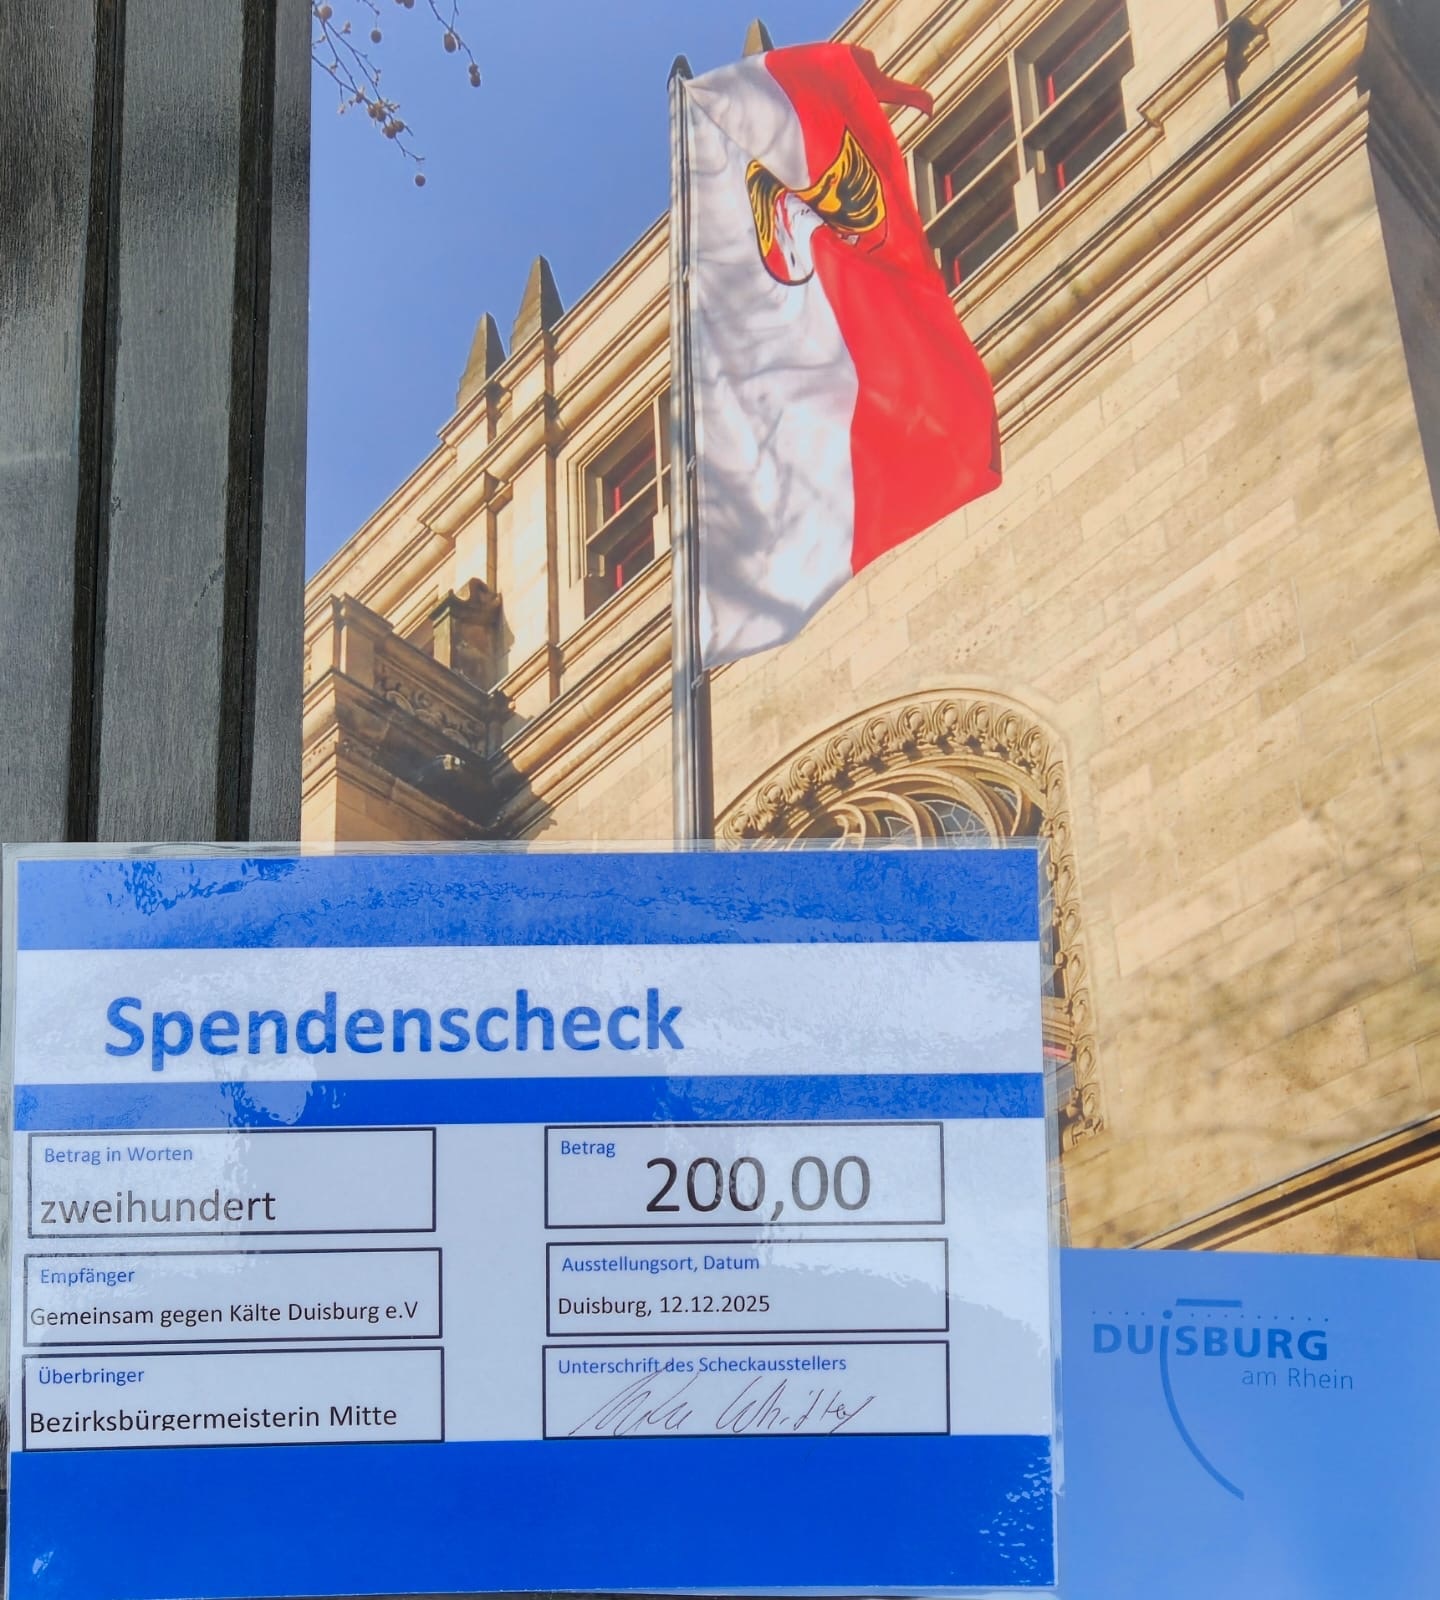 Spendenscheck
Betrag in Worten
zweihundert
Betrag
200,00
Empfänger
Gemeinsam gegen Kälte Duisburg e.V
Ausstellungsort, Datum
Duisburg, 12.12.2025
Überbringer
Bezirksbürgermeisterin Mitte
Unterschrift des Scheckausstellers
DUISBURG
am Rhein